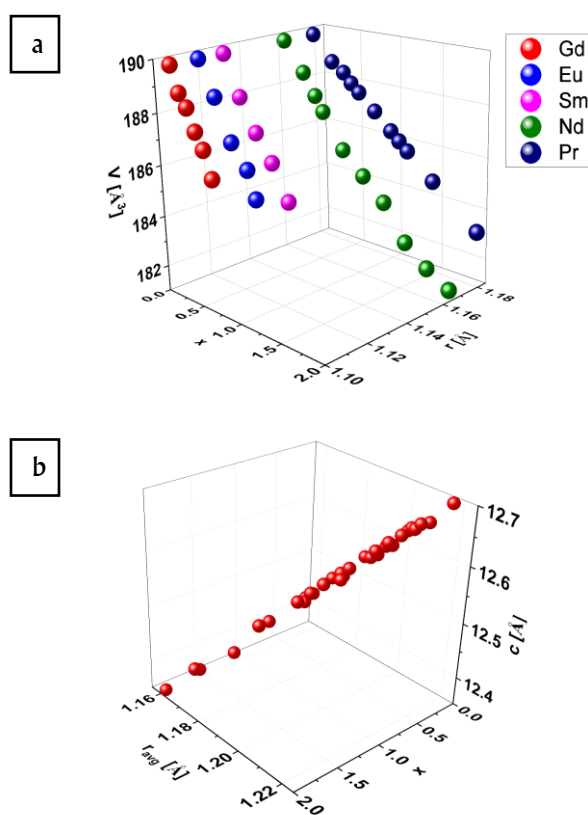 a
Gd
Eu
Sm
Nd
Pr
190
188
186
184
182
V [Å³]
0.0
0.5
1.0
1.5
2.0
x
1.10
1.12
1.14
1.16
1.18
r [Å]
b
12.7
12.6
12.5
12.4
c [Å]
1.16
1.18
1.20
1.22
r_avg [Å]
0.0
0.5
1.0
1.5
2.0
x